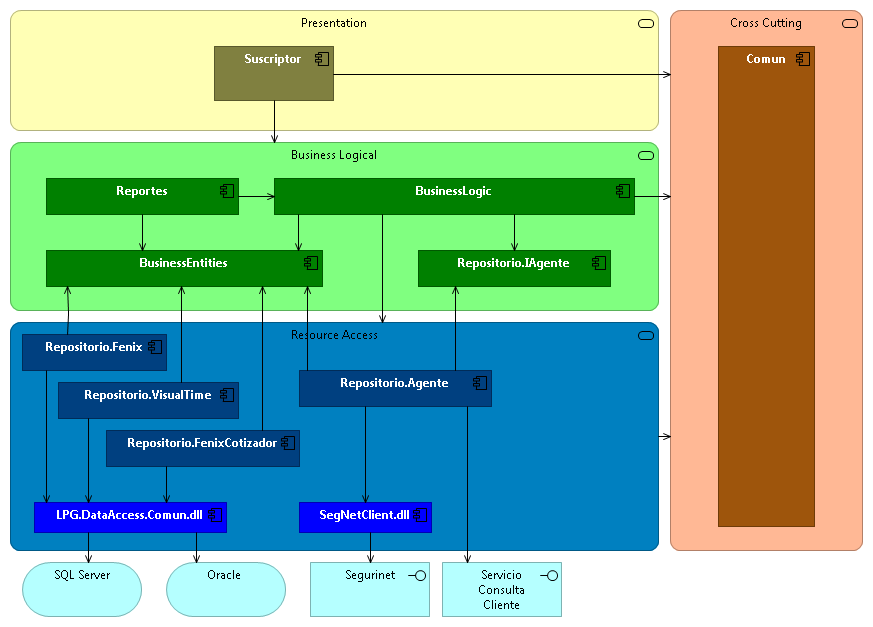 Presentation
Cross Cutting
Suscriptor
Comun
Business Logical
Reportes
BusinessLogic
BusinessEntities
Repositorio.IAgente
Resource Access
Repositorio.Fenix
Repositorio.VisualTime
Repositorio.Agente
Repositorio.FenixCotizador
LPG.DataAccess.Comun.dll
SegNetClient.dll
SQL Server
Oracle
Segurinet
Servicio
Consulta
Cliente